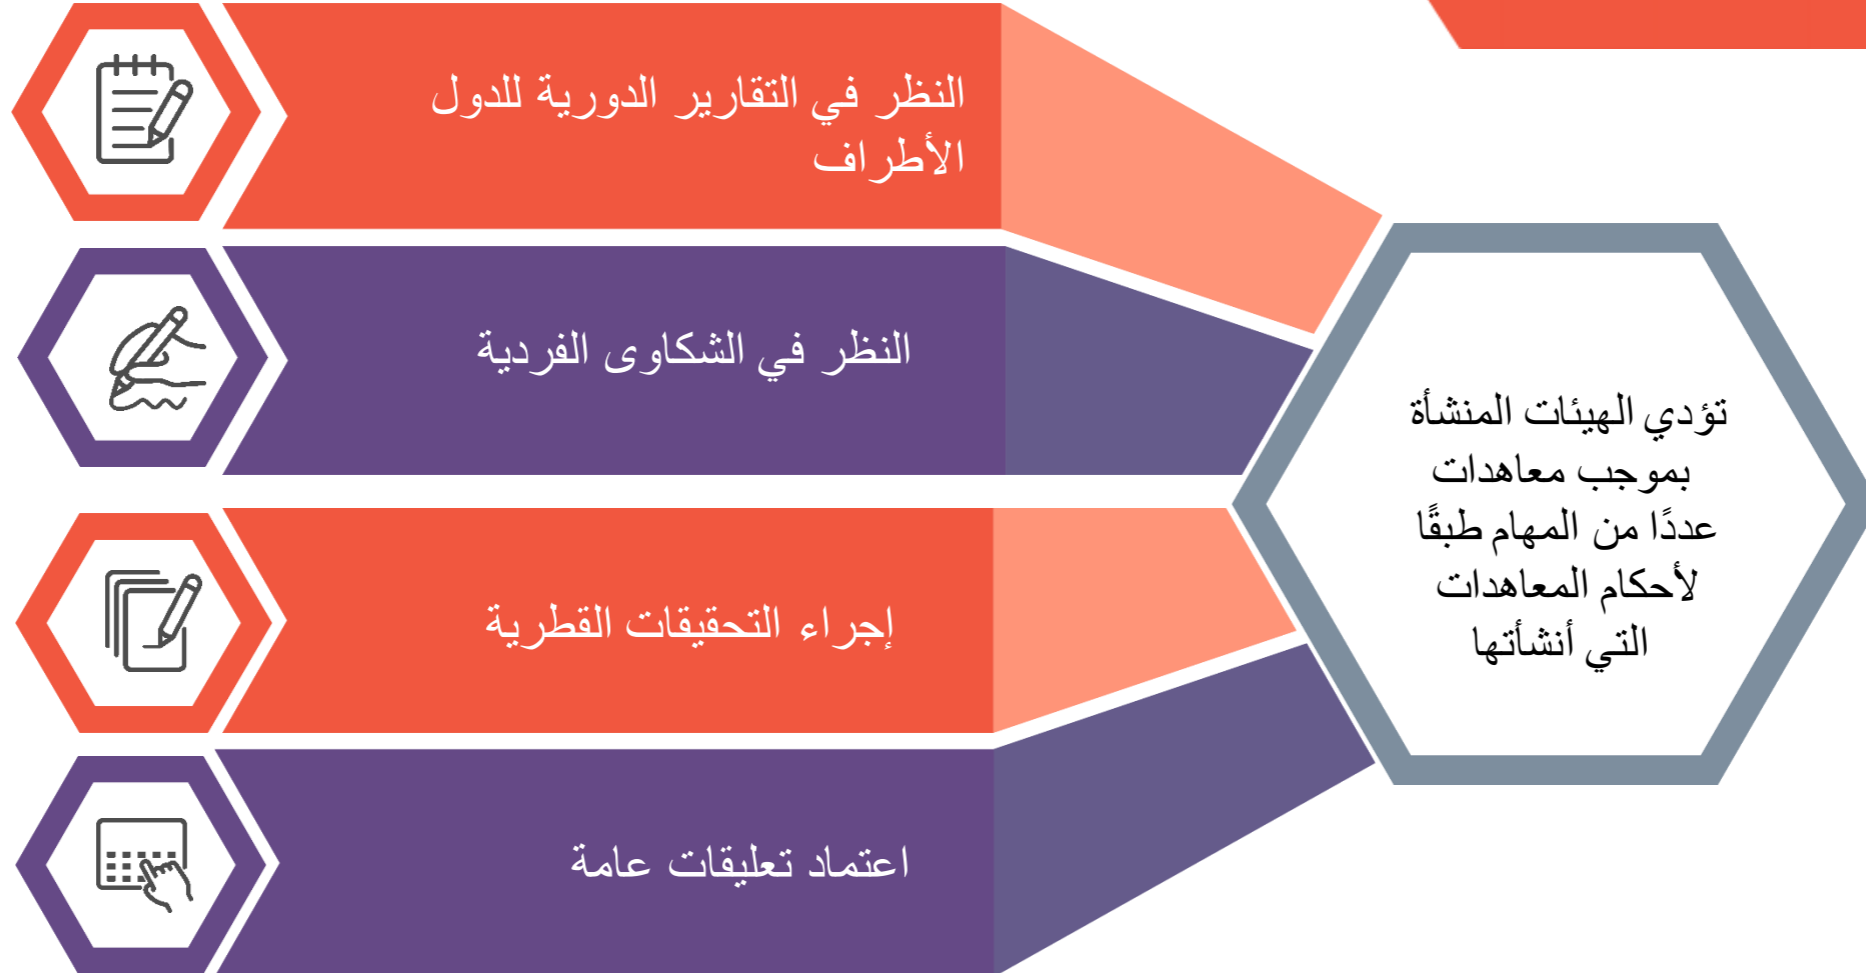 تؤدي الهيئات المنشأة
بموجب معاهدات
عددًا من المهام طبقًا
لأحكام المعاهدات
التي أنشأتها
النظر في التقارير الدورية للدول
الأطراف
النظر في الشكاوى الفردية
إجراء التحقيقات القطرية
اعتماد تعليقات عامة